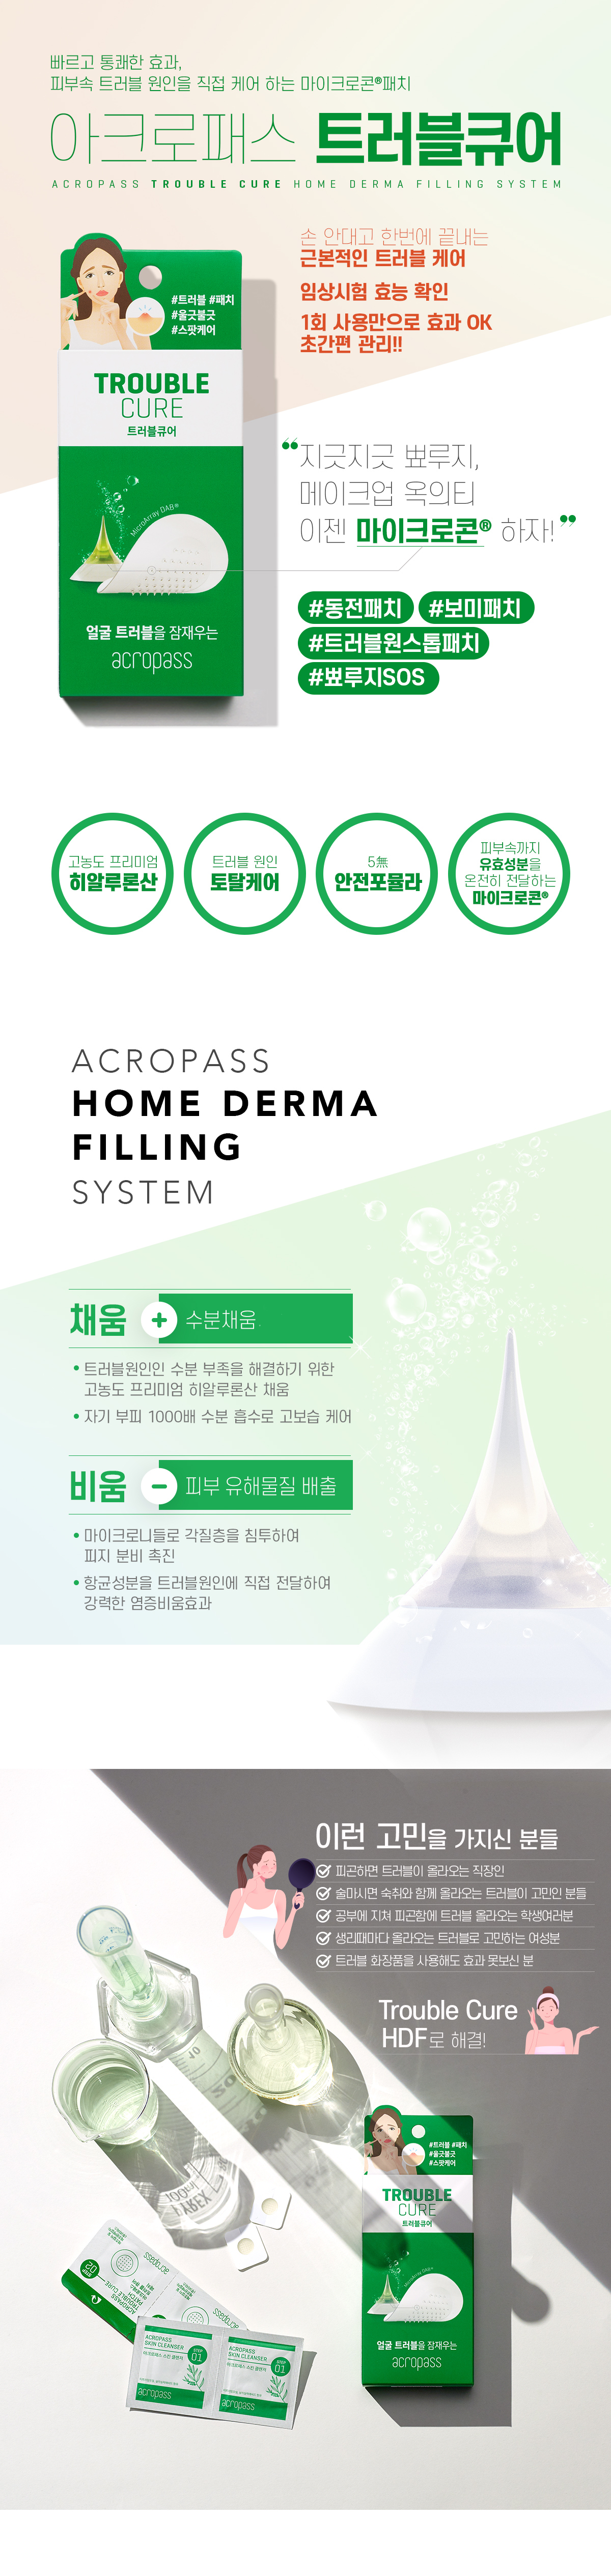 빠르고 통쾌한 효과,
피부속 트러블 원인을 직접 케어 하는 마이크로콘®패치
아크로패스 트러블큐어
ACROPASS TROUBLE CURE HOME DERMA FILLING SYSTEM
손 안대고 한번에 끝내는
근본적인 트러블 케어
임상시험 효능 확인
1회 사용만으로 효과 OK
초간편 관리!!
#트러블 #패치
#울긋불긋
#스팟케어
TROUBLE
CURE
트러블큐어
MicroArray DAB®
얼굴 트러블을 잠재우는
acropass
“지긋지긋 뾰루지,
메이크업 옥의티
이젠 마이크로콘® 하자!”
#동전패치 #보미패치
#트러블원스톱패치
#뾰루지SOS
고농도 프리미엄
히알루론산
트러블 원인
토탈케어
5無
안전포뮬라
피부속까지
유효성분을
온전히 전달하는
마이크로콘®
ACROPASS
HOME DERMA
FILLING
SYSTEM
채움 + 수분채움.
• 트러블원인인 수분 부족을 해결하기 위한
고농도 프리미엄 히알루론산 채움
• 자기 부피 1000배 수분 흡수로 고보습 케어
비움 − 피부 유해물질 배출
• 마이크로니들로 각질층을 침투하여
피지 분비 촉진
• 항균성분을 트러블원인에 직접 전달하여
강력한 염증비움효과
이런 고민을 가지신 분들
피곤하면 트러블이 올라오는 직장인
술마시면 숙취와 함께 올라오는 트러블이 고민인 분들
공부에 지쳐 피곤함에 트러블 올라오는 학생여러분
생리때마다 올라오는 트러블로 고민하는 여성분
트러블 화장품을 사용해도 효과 못보신 분
Trouble Cure
HDF로 해결!
#트러블 #패치
#울긋불긋
#스팟케어
TROUBLE
CURE
트러블큐어
얼굴 트러블을 잠재우는
acropass
PYREX
100ml
STEP
02
ACROPASS
TROUBLE CURE
PATCH
acropass
acropass
ACROPASS
SKIN CLEANSER
STEP
01
acropass
ACROPASS
SKIN CLEANSER
STEP
01
acropass